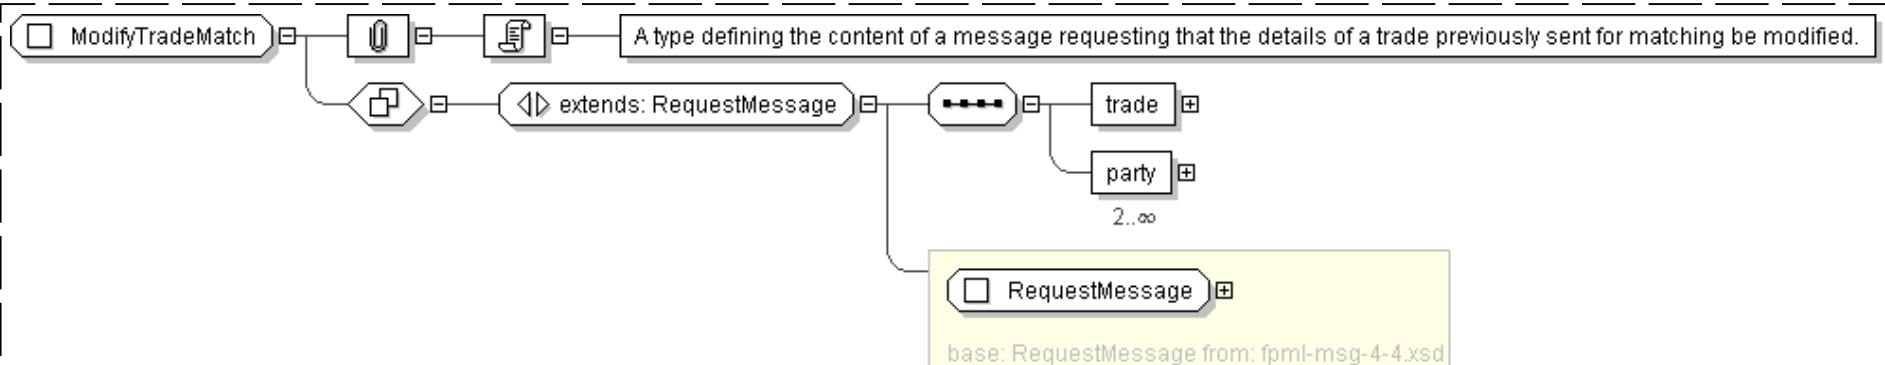 ModifyTradeMatch
A type defining the content of a message requesting that the details of a trade previously sent for matching be modified.
extends: RequestMessage
trade
party
2..∞
RequestMessage
base: RequestMessage from: fpml-msg-4-4.xsd